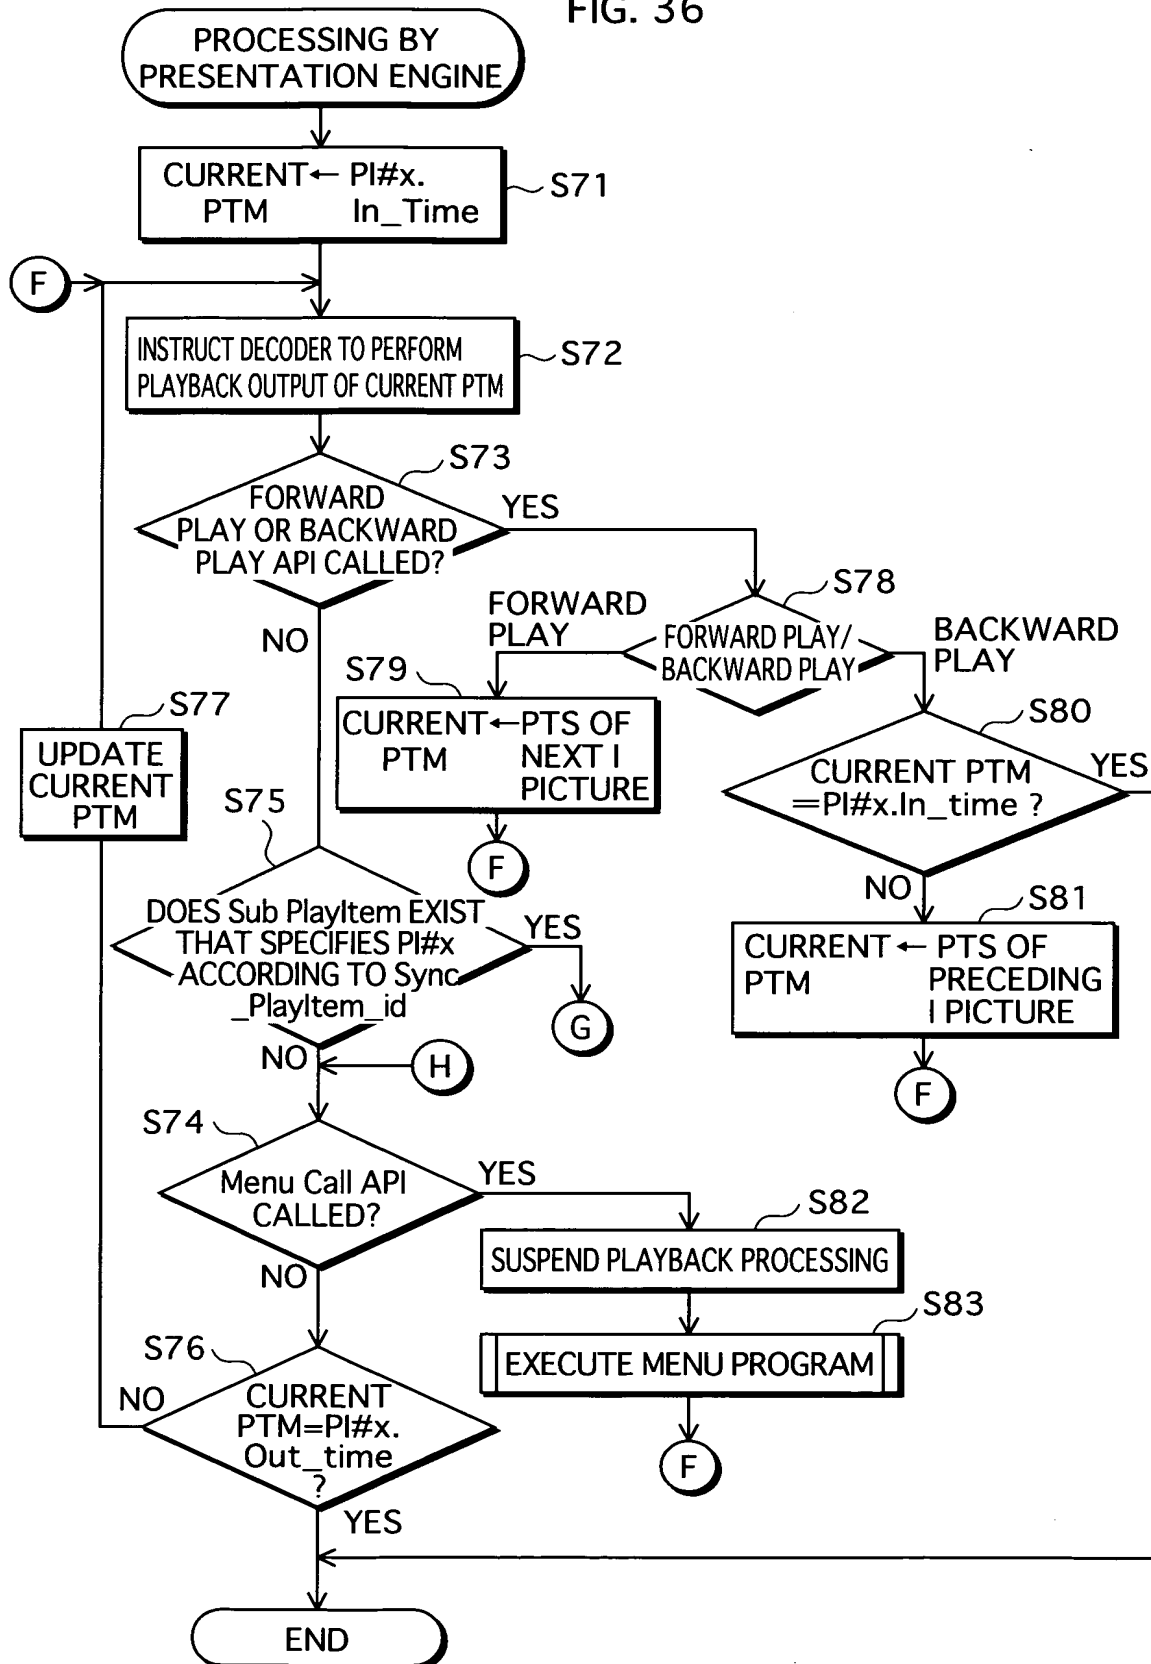 FIG. 36
PROCESSING BY
PRESENTATION ENGINE
CURRENT← PI#x.
PTM In_Time
S71
F
INSTRUCT DECODER TO PERFORM
PLAYBACK OUTPUT OF CURRENT PTM
S72
S73
FORWARD
PLAY OR BACKWARD
PLAY API CALLED?
YES
NO
S78
FORWARD PLAY/
BACKWARD PLAY
FORWARD
PLAY
BACKWARD
PLAY
S79
CURRENT←PTS OF
PTM NEXT I
PICTURE
F
S80
CURRENT PTM
=PI#x.In_time ?
YES
NO
S81
CURRENT ← PTS OF
PTM PRECEDING
I PICTURE
F
S77
UPDATE
CURRENT
PTM
S75
DOES Sub PlayItem EXIST
THAT SPECIFIES PI#x
ACCORDING TO Sync
_PlayItem_id
YES
G
NO
H
S74
Menu Call API
CALLED?
YES
NO
S82
SUSPEND PLAYBACK PROCESSING
S83
EXECUTE MENU PROGRAM
F
S76
CURRENT
PTM=PI#x.
Out_time
?
NO
YES
END